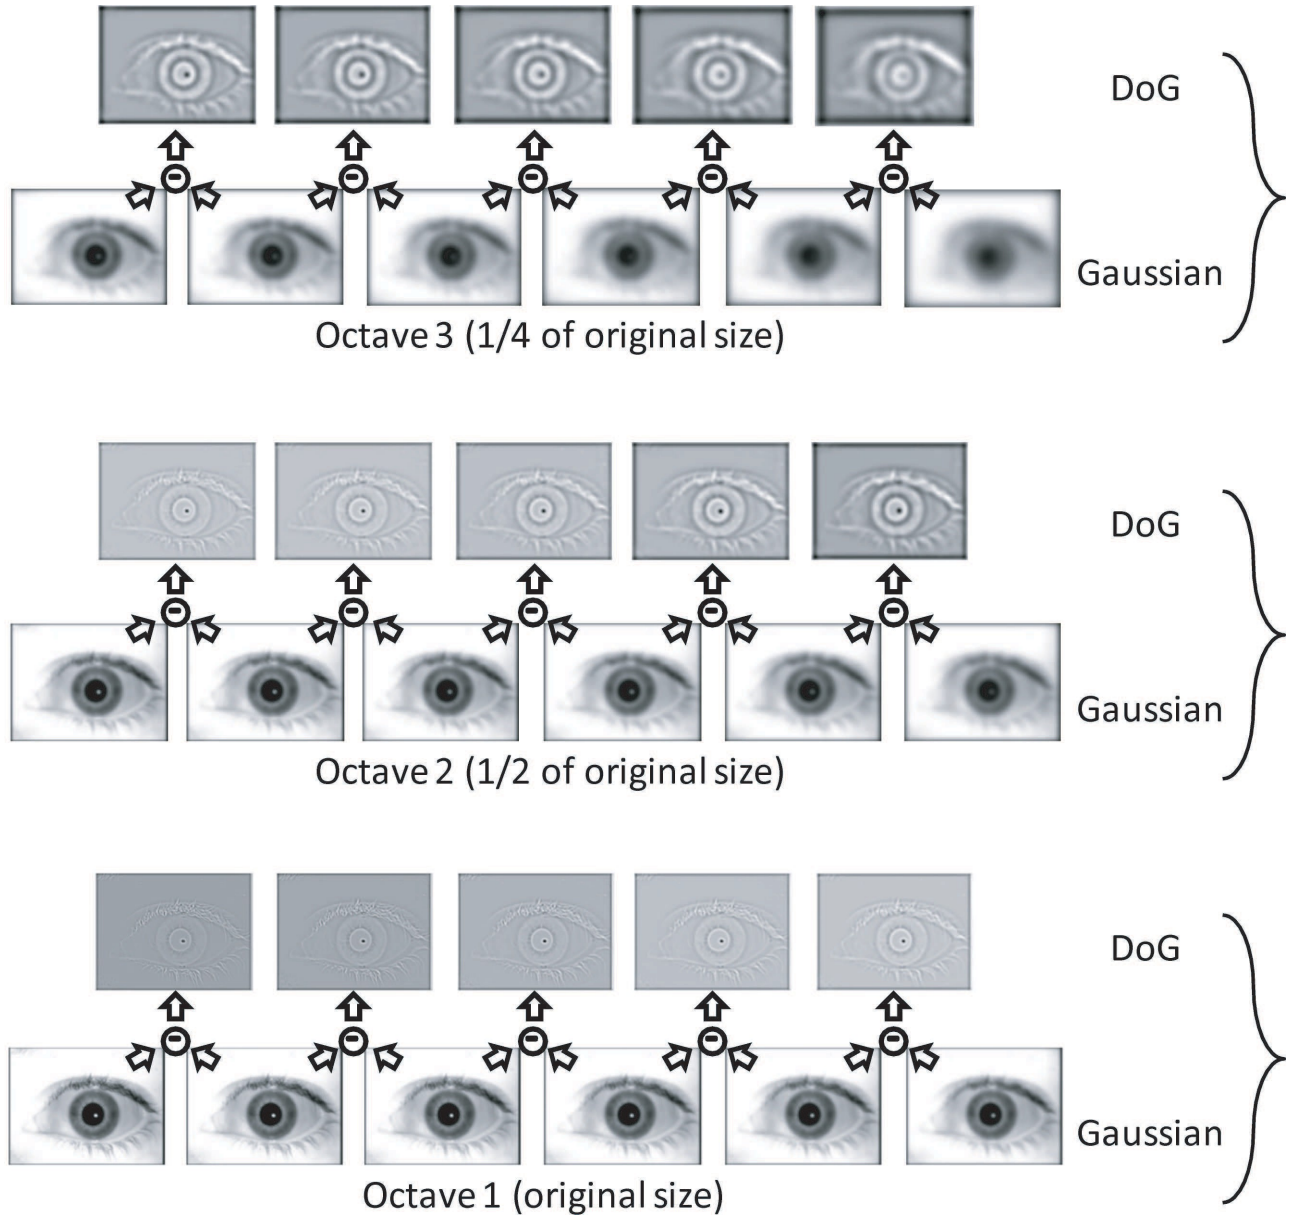 DoG
Gaussian
Octave 3 (1/4 of original size)
DoG
Gaussian
Octave 2 (1/2 of original size)
DoG
Gaussian
Octave 1 (original size)